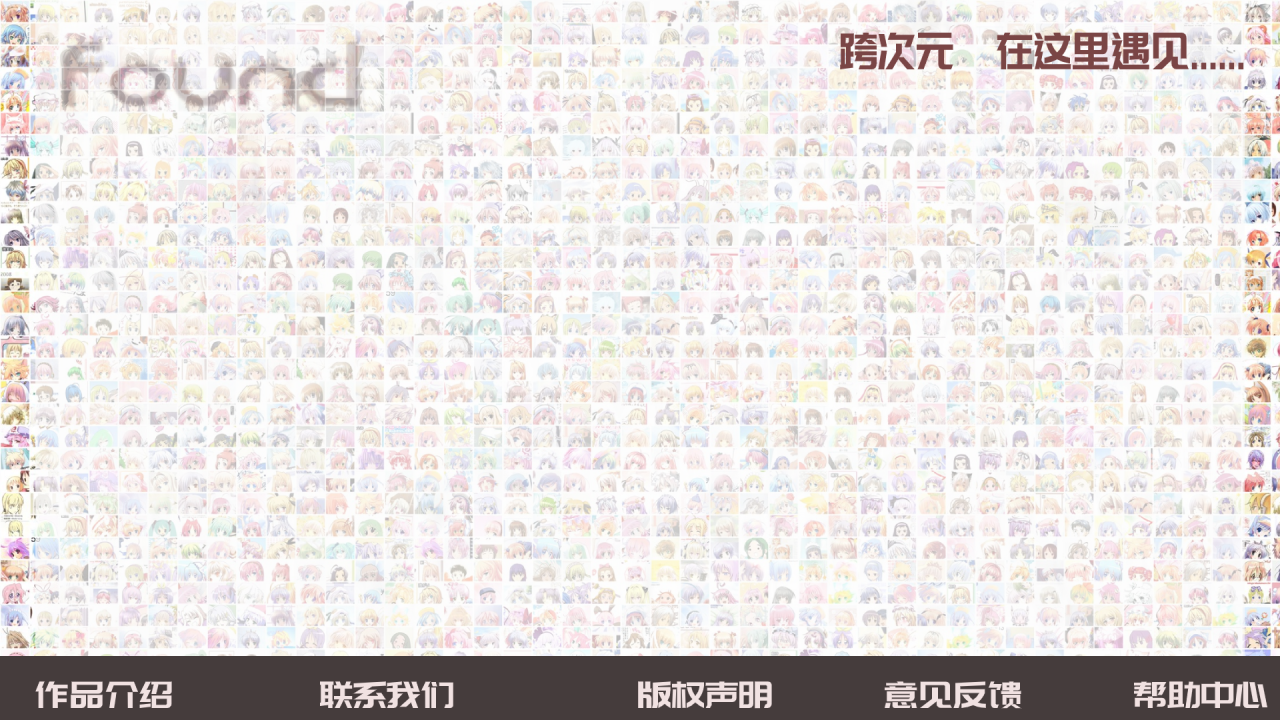 found
跨次元 在这里遇见......
作品介绍 联系我们 版权声明 意见反馈 帮助中心